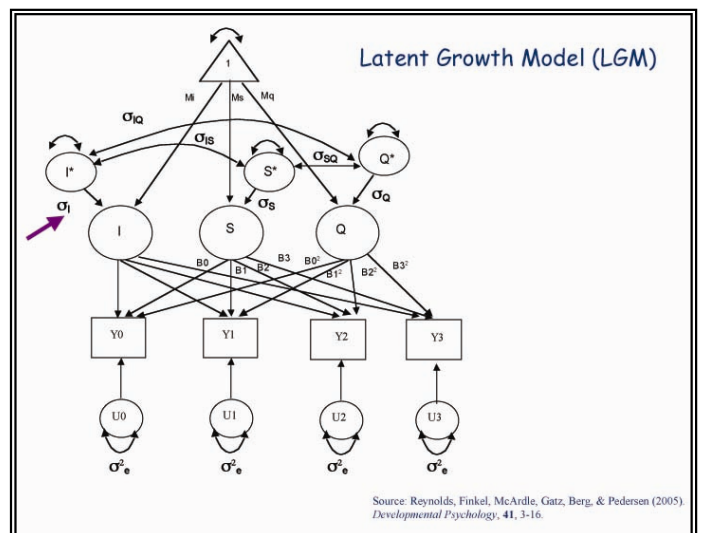 Latent Growth Model (LGM)
1
Mi Ms Mq
σIQ
σIS
σSQ
I* S* Q*
σI σS σQ
I S Q
B0 B1 B2 B3 B0² B1² B2² B3²
Y0 Y1 Y2 Y3
U0 U1 U2 U3
σ²e σ²e σ²e σ²e
Source: Reynolds, Finkel, McArdle, Gatz, Berg, & Pedersen (2005).
Developmental Psychology, 41, 3-16.